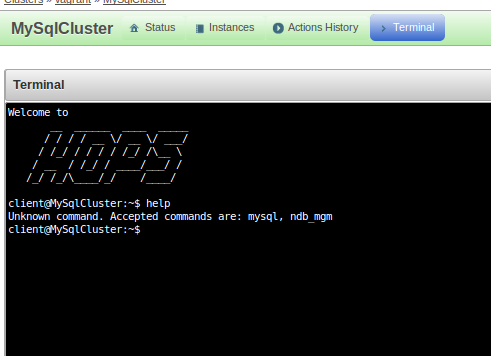 Clusters » Vagrant » MySqlCluster
MySqlCluster Status Instances Actions History Terminal
Terminal
Welcome to
client@MySqlCluster:~$ help
Unknown command. Accepted commands are: mysql, ndb_mgm
client@MySqlCluster:~$